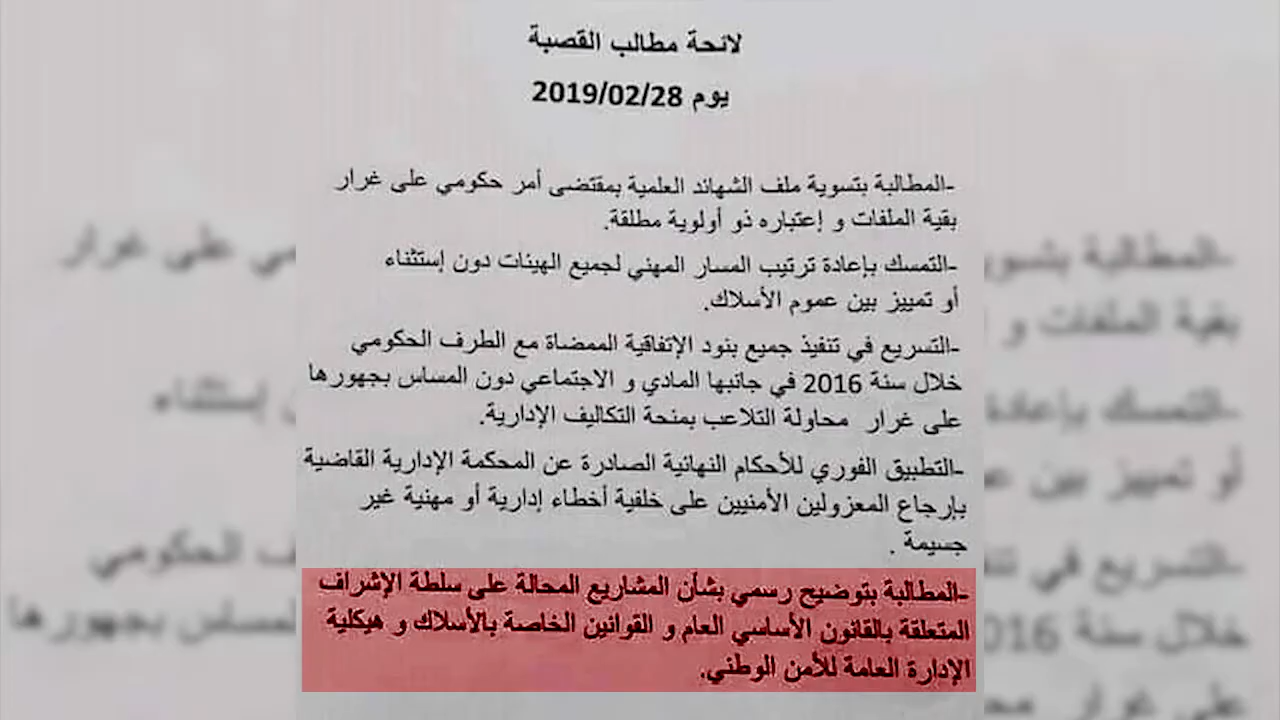 لائحة مطالب القصبة
يوم 2019/02/28
-المطالبة بتسوية ملف الشهائد العلمية بمقتضى أمر حكومي على غرار
بقية الملفات و إعتباره ذو أولوية مطلقة.
-التمسك بإعادة ترتيب المسار المهني لجميع الهيئات دون إستثناء
أو تمييز بين عموم الأسلاك.
-التسريع في تنفيذ جميع بنود الإتفاقية الممضاة مع الطرف الحكومي
خلال سنة 2016 في جانبها المادي و الاجتماعي دون المساس بجهورها
على غرار محاولة التلاعب بمنحة التكاليف الإدارية.
-التطبيق الفوري للأحكام النهائية الصادرة عن المحكمة الإدارية القاضية
بإرجاع المعزولين الأمنيين على خلفية أخطاء إدارية أو مهنية غير
جسيمة .
-المطالبة بتوضيح رسمي بشأن المشاريع المحالة على سلطة الإشراف
المتعلقة بالقانون الأساسي العام و القوانين الخاصة بالأسلاك و هيكلية
الإدارة العامة للأمن الوطني.